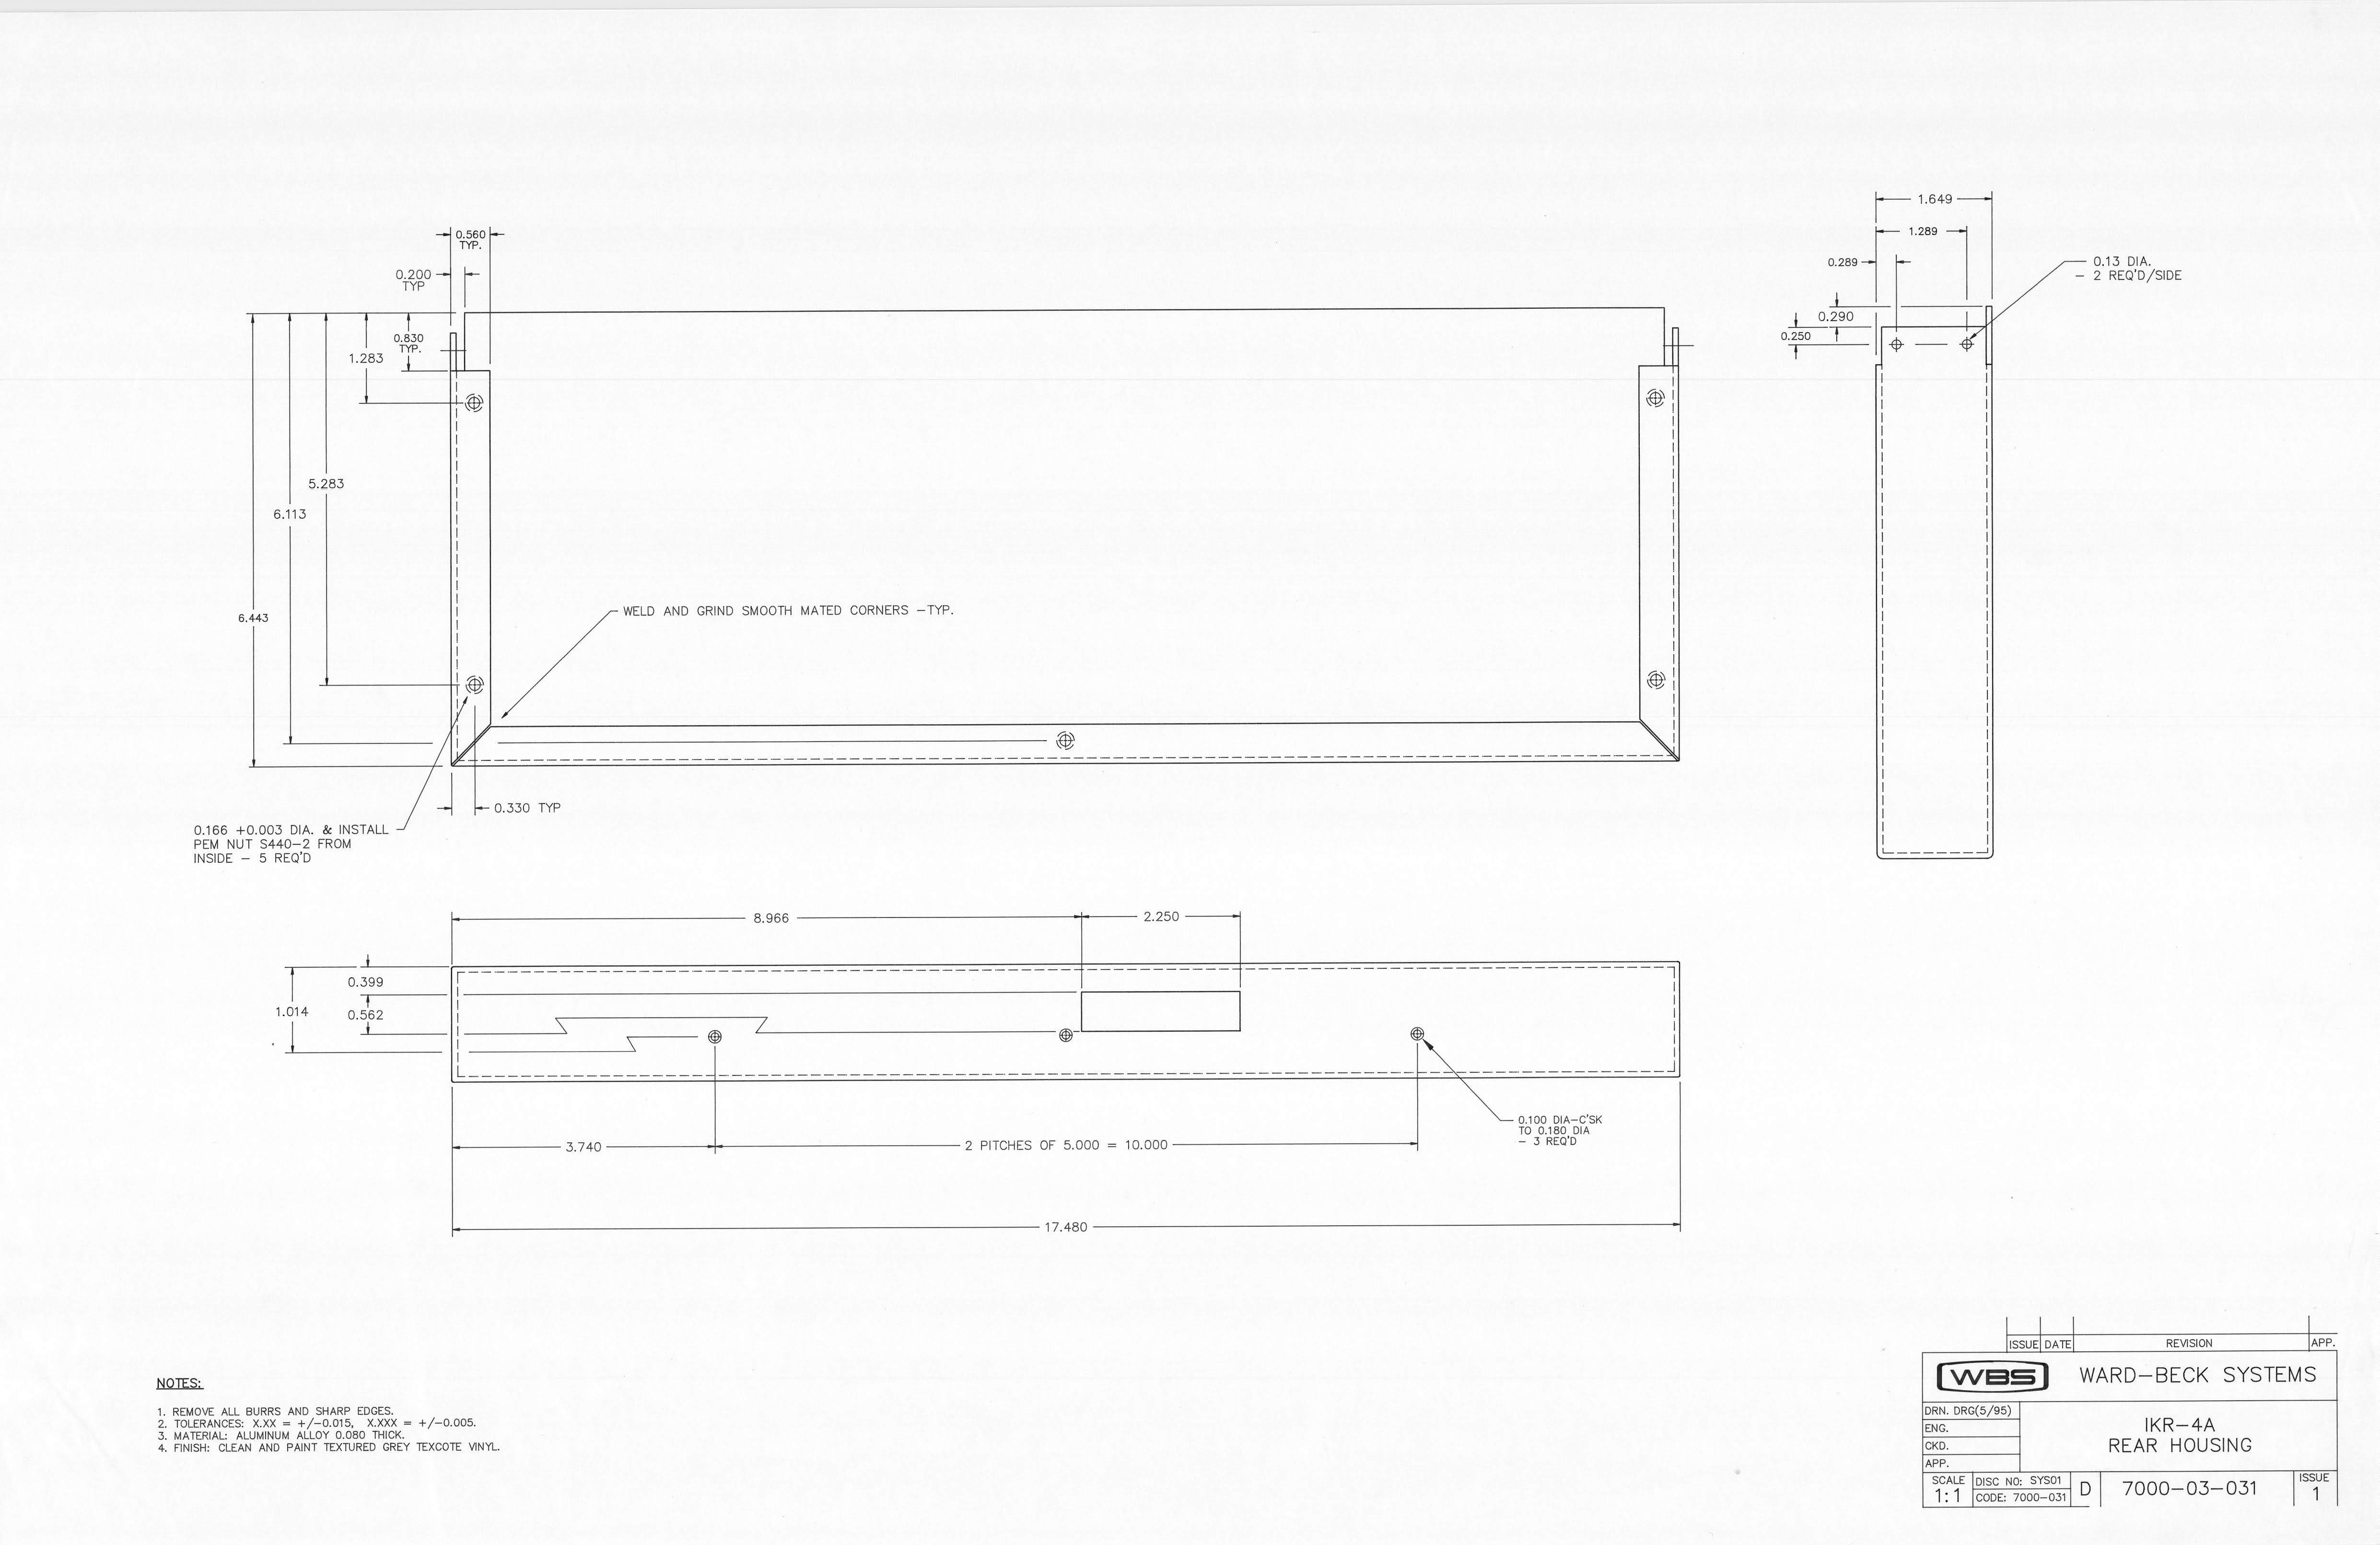 1.649
1.289
0.289
0.13 DIA.
- 2 REQ'D/SIDE
0.290
0.250
0.560
TYP.
0.200
TYP
0.830
TYP.
1.283
5.283
6.113
6.443
WELD AND GRIND SMOOTH MATED CORNERS -TYP.
0.330 TYP
0.166 +0.003 DIA. & INSTALL
PEM NUT S440-2 FROM
INSIDE - 5 REQ'D
8.966
2.250
0.399
1.014
0.562
0.100 DIA-C'SK
TO 0.180 DIA
- 3 REQ'D
3.740
2 PITCHES OF 5.000 = 10.000
17.480
NOTES:
1. REMOVE ALL BURRS AND SHARP EDGES.
2. TOLERANCES: X.XX = +/-0.015, X.XXX = +/-0.005.
3. MATERIAL: ALUMINUM ALLOY 0.080 THICK.
4. FINISH: CLEAN AND PAINT TEXTURED GREY TEXCOTE VINYL.
ISSUE DATE REVISION APP.
WBS WARD-BECK SYSTEMS
DRN. DRG(5/95)
ENG.
CKD.
APP.
IKR-4A
REAR HOUSING
SCALE
1:1
DISC NO: SYS01
CODE: 7000-031
D
7000-03-031
ISSUE
1